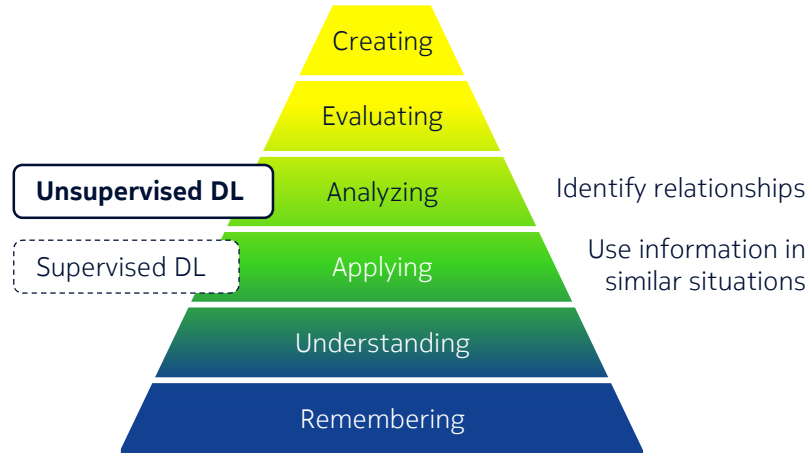 Creating
Evaluating
Unsupervised DL
Analyzing
Identify relationships
Supervised DL
Applying
Use information in
similar situations
Understanding
Remembering